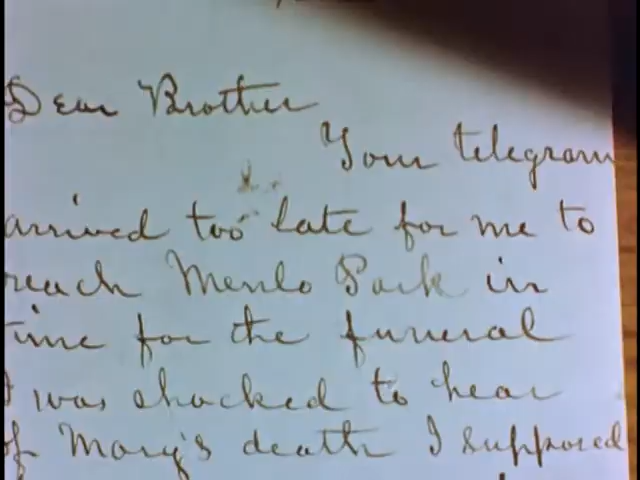 Dear Brother
Your telegram
arrived too late for me to
reach Menlo Park in
time for the funeral
I was shocked to hear
of Mary's death I supposed